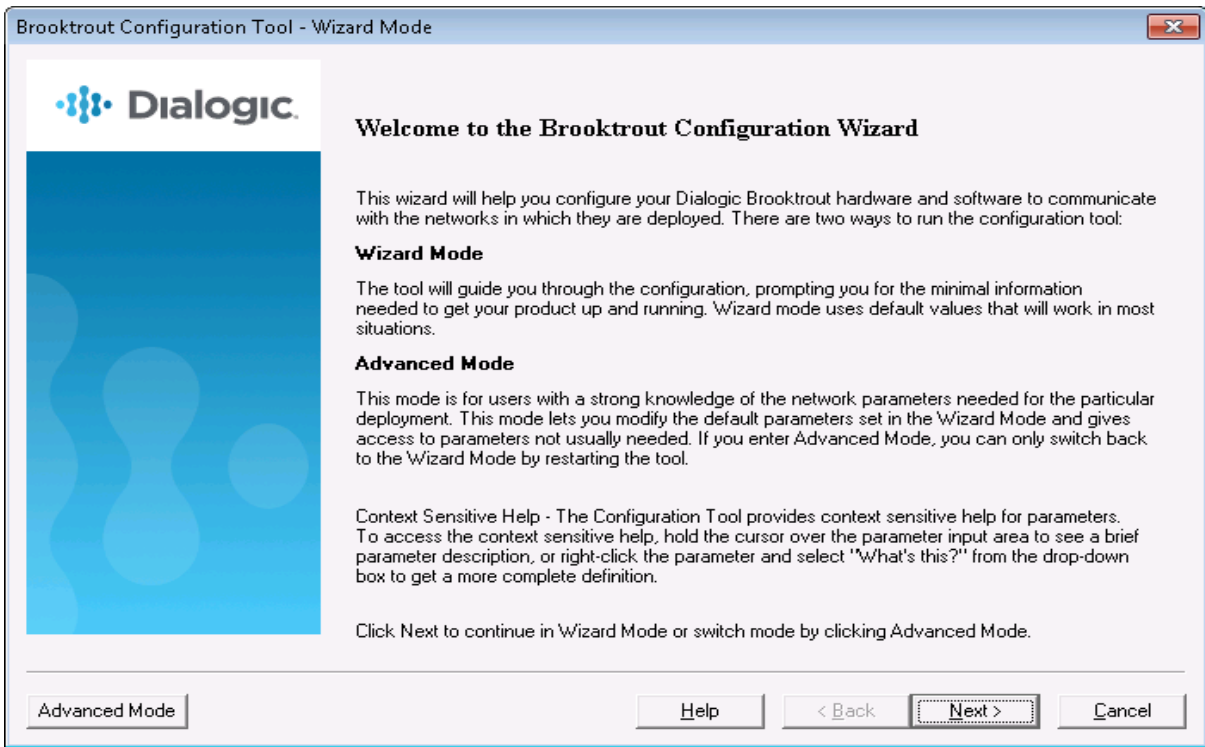 Brooktrout Configuration Tool - Wizard Mode
Dialogic
Welcome to the Brooktrout Configuration Wizard
This wizard will help you configure your Dialogic Brooktrout hardware and software to communicate
with the networks in which they are deployed. There are two ways to run the configuration tool:
Wizard Mode
The tool will guide you through the configuration, prompting you for the minimal information
needed to get your product up and running. Wizard mode uses default values that will work in most
situations.
Advanced Mode
This mode is for users with a strong knowledge of the network parameters needed for the particular
deployment. This mode lets you modify the default parameters set in the Wizard Mode and gives
access to parameters not usually needed. If you enter Advanced Mode, you can only switch back
to the Wizard Mode by restarting the tool.
Context Sensitive Help - The Configuration Tool provides context sensitive help for parameters.
To access the context sensitive help, hold the cursor over the parameter input area to see a brief
parameter description, or right-click the parameter and select "What's this?" from the drop-down
box to get a more complete definition.
Click Next to continue in Wizard Mode or switch mode by clicking Advanced Mode.
Advanced Mode Help < Back Next > Cancel